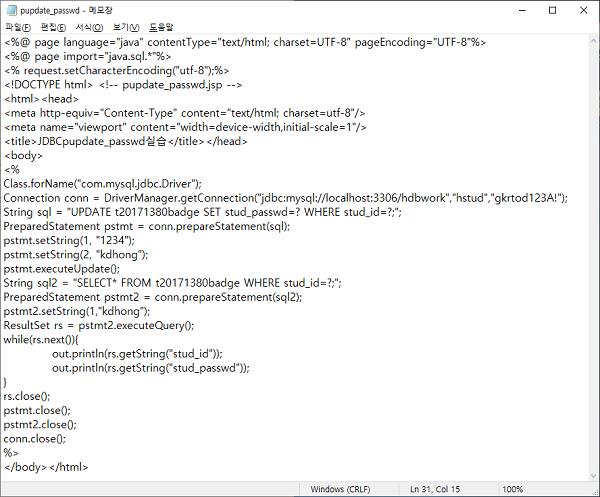 pupdate_passwd - 메모장
파일(F) 편집(E) 서식(O) 보기(V) 도움말
<%@ page language="java" contentType="text/html; charset=UTF-8" pageEncoding="UTF-8"%>
<%@ page import="java.sql.*"%>
<% request.setCharacterEncoding("utf-8");%>
<!DOCTYPE html> <!-- pupdate_passwd.jsp -->
<html><head>
<meta http-equiv="Content-Type" content="text/html; charset=utf-8"/>
<meta name="viewport" content="width=device-width,initial-scale=1"/>
<title>JDBCpupdate_passwd실습</title></head>
<body>
<%
Class.forName("com.mysql.jdbc.Driver");
Connection conn = DriverManager.getConnection("jdbc:mysql://localhost:3306/hdbwork","hstud","gkrtod123A!");
String sql = "UPDATE t20171380badge SET stud_passwd=? WHERE stud_id=?;";
PreparedStatement pstmt = conn.prepareStatement(sql);
pstmt.setString(1, "1234");
pstmt.setString(2, "kdhong");
pstmt.executeUpdate();
String sql2 = "SELECT* FROM t20171380badge WHERE stud_id=?;";
PreparedStatement pstmt2 = conn.prepareStatement(sql2);
pstmt2.setString(1,"kdhong");
ResultSet rs = pstmt2.executeQuery();
while(rs.next()){
out.println(rs.getString("stud_id"));
out.println(rs.getString("stud_passwd"));
}
rs.close();
pstmt.close();
pstmt2.close();
conn.close();
%>
</body></html>
Windows (CRLF) Ln 31, Col 15 100%